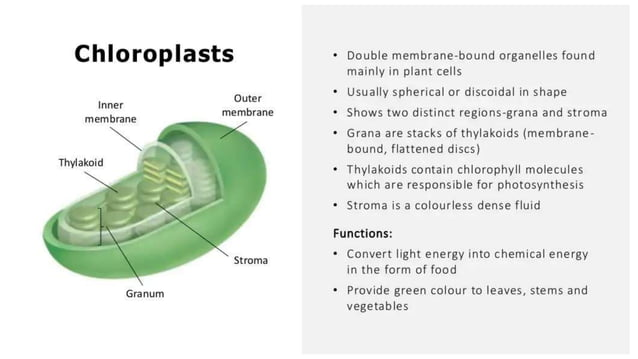 Chloroplasts
Inner
membrane
Outer
membrane
Thylakoid
Stroma
Granum
• Double membrane-bound organelles found
mainly in plant cells
• Usually spherical or discoidal in shape
• Shows two distinct regions-grana and stroma
• Grana are stacks of thylakoids (membrane-
bound, flattened discs)
• Thylakoids contain chlorophyll molecules
which are responsible for photosynthesis
• Stroma is a colourless dense fluid
Functions:
• Convert light energy into chemical energy
in the form of food
• Provide green colour to leaves, stems and
vegetables